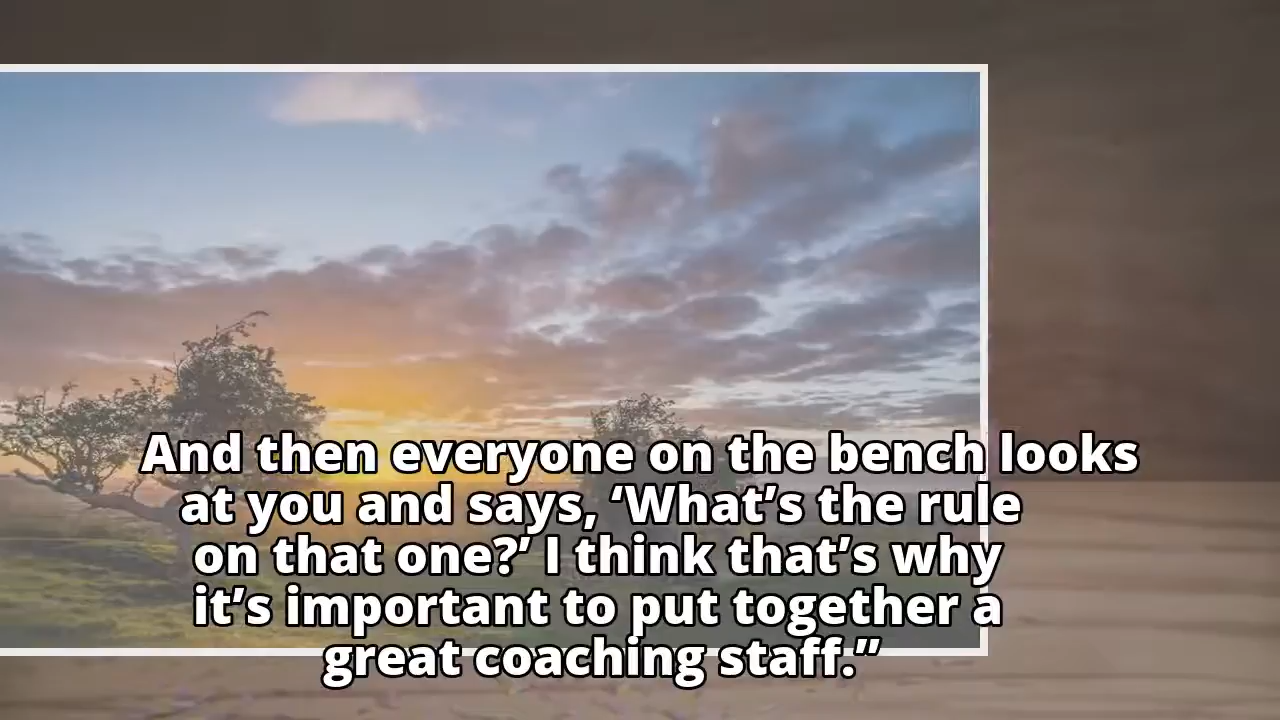 And then everyone on the bench looks
at you and says, ‘What’s the rule
on that one?’ I think that’s why
it’s important to put together a
great coaching staff.”